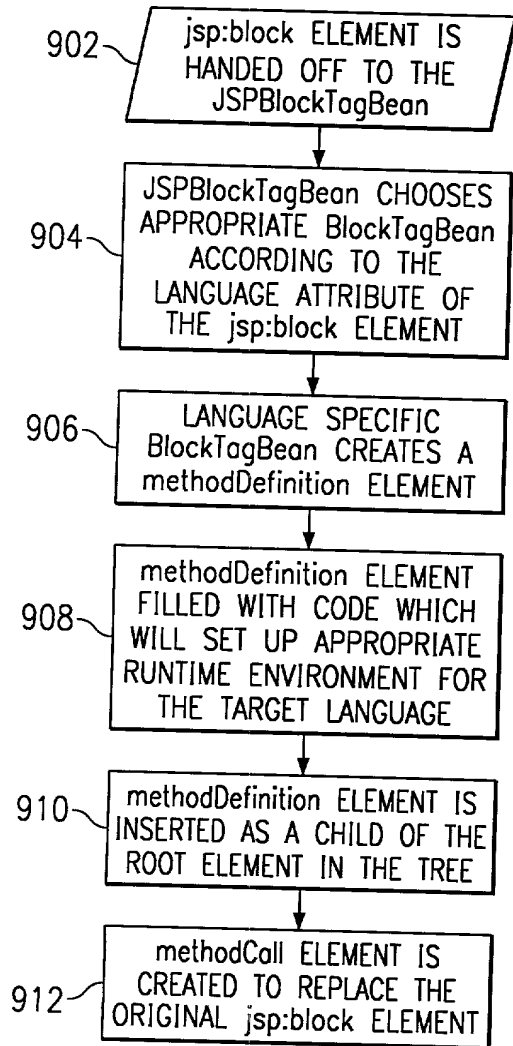 902
jsp:block ELEMENT IS
HANDED OFF TO THE
JSPBlockTagBean
904
JSPBlockTagBean CHOOSES
APPROPRIATE BlockTagBean
ACCORDING TO THE
LANGUAGE ATTRIBUTE OF
THE jsp:block ELEMENT
906
LANGUAGE SPECIFIC
BlockTagBean CREATES A
methodDefinition ELEMENT
908
methodDefinition ELEMENT
FILLED WITH CODE WHICH
WILL SET UP APPROPRIATE
RUNTIME ENVIRONMENT FOR
THE TARGET LANGUAGE
910
methodDefinition ELEMENT IS
INSERTED AS A CHILD OF THE
ROOT ELEMENT IN THE TREE
912
methodCall ELEMENT IS
CREATED TO REPLACE THE
ORIGINAL jsp:block ELEMENT